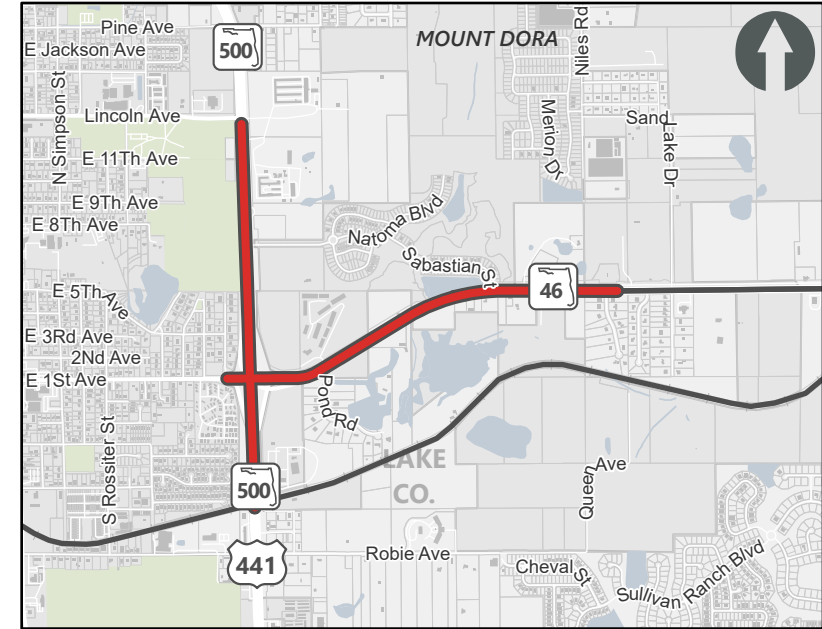 Pine Ave
E Jackson Ave
500
MOUNT DORA
Niles Rd
N Simpson St
Lincoln Ave
Merion Dr
Sand Lake Dr
E 11Th Ave
E 9Th Ave
E 8Th Ave
Natoma Blvd
Sabastian St
E 5Th Ave
46
E 3Rd Ave
2Nd Ave
E 1St Ave
Pond Rd
S Rossiter St
LAKE
CO.
500
Queen Ave
441
Robie Ave
Cheval St
Sullivan Ranch Blvd